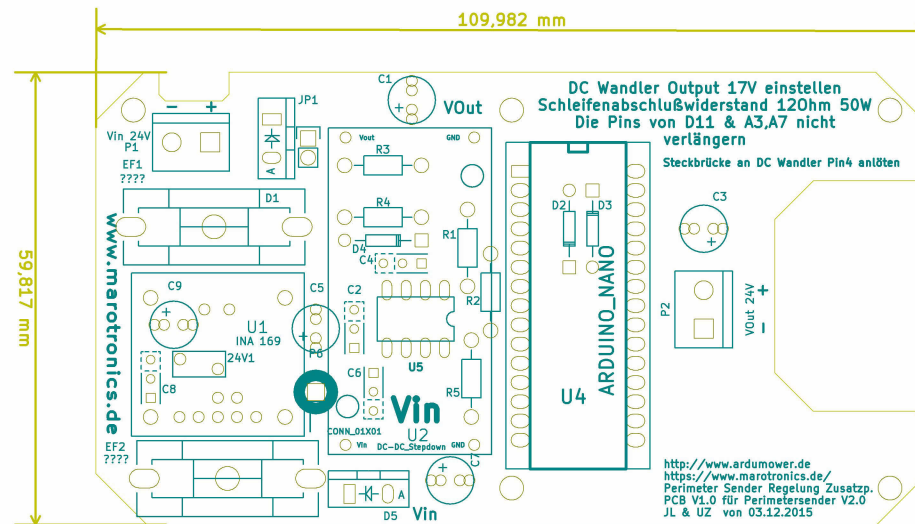 109,982 mm
59,817 mm
DC Wandler Output 17V einstellen
Schleifenabschlußwiderstand 12Ohm 50W
Die Pins von D11 & A3,A7 nicht
verlängern
Steckbrücke an DC Wandler Pin4 anlöten
C1
VOut
JP1
- +
Vin 24V
P1
A
Vout
GND
EF1
????
R3
D1
R4
D4
C4
R1
R2
D2
D3
C3
www.marotronics.de
C9
C5
C2
U1
INA 169
24V1
C8
P6
C6
U5
R5
ARDUINO_NANO
U4
P2
VOut 24V
- +
Vin
U2
CONN_01X01
Vin
DC-DC_Stepdown
GND
EF2
????
C7
A
D5
Vin
http://www.ardumower.de
https://www.marotronics.de/
Perimeter Sender Regelung Zusatzp.
PCB V1.0 für Perimetersender V2.0
JL & UZ von 03.12.2015